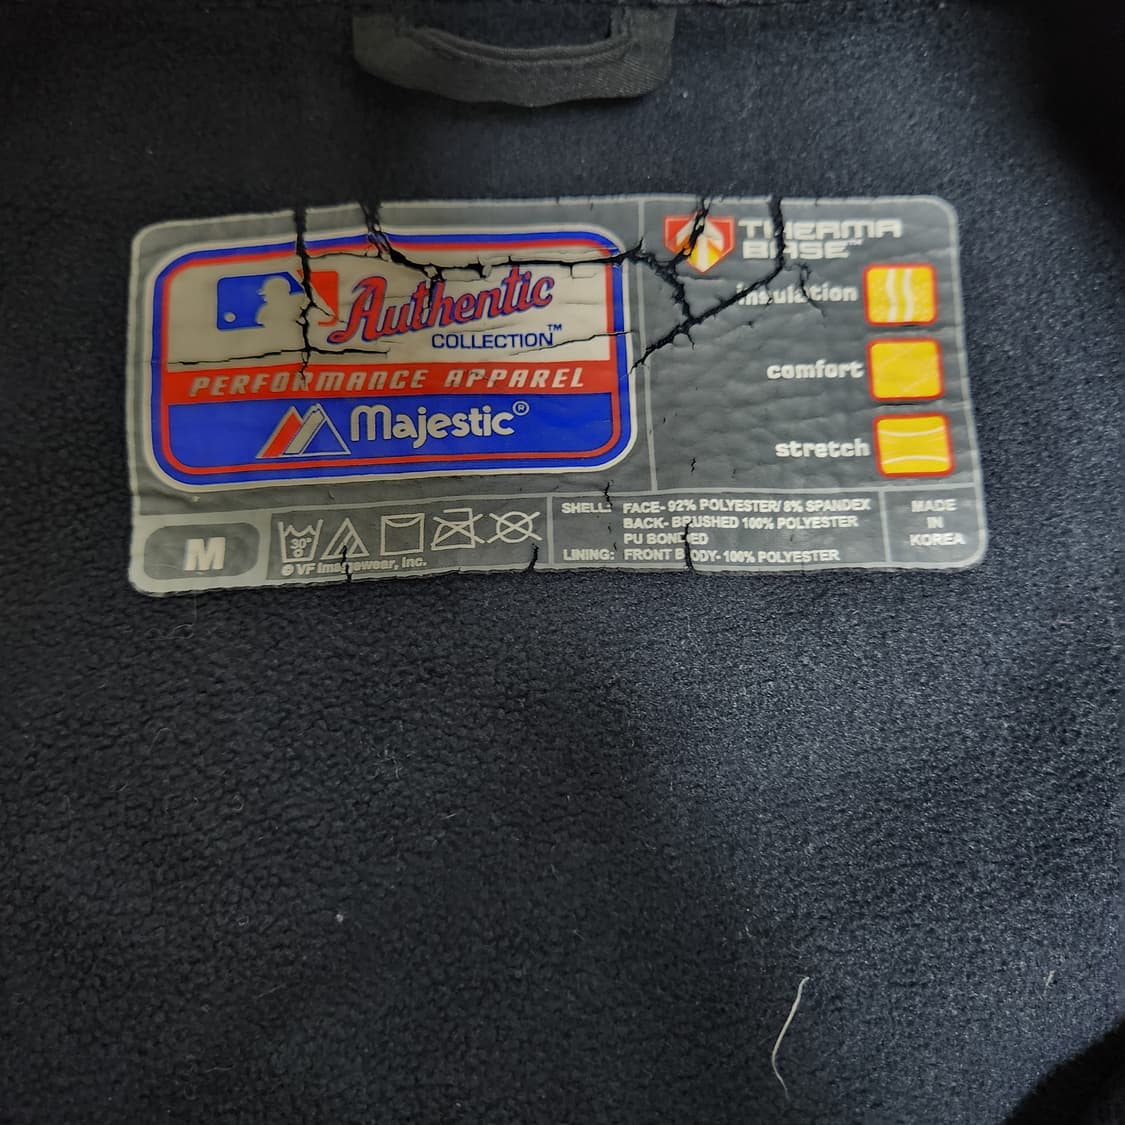 Authentic
COLLECTION™
PERFORMANCE APPAREL
Majestic®
THERMA
BASE™
insulation
comfort
stretch
M
30°
© VF Imagewear, Inc.
SHELL: FACE- 92% POLYESTER/ 8% SPANDEX
BACK- BRUSHED 100% POLYESTER
PU BONDED
LINING: FRONT BODY- 100% POLYESTER
MADE
IN
KOREA